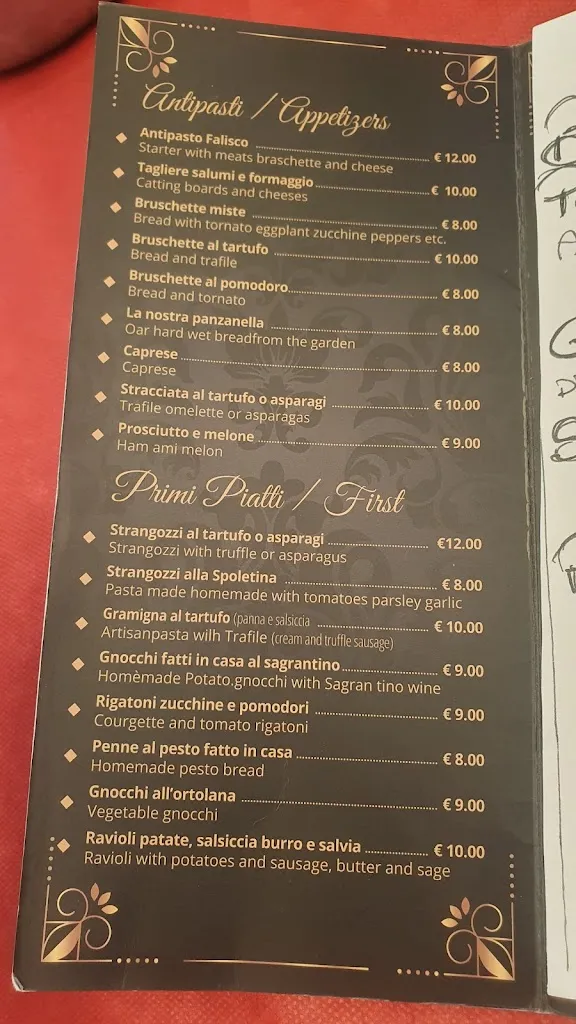 Antipasti / Appetizers
Antipasto Falisco € 12.00
Starter with meats braschette and cheese
Tagliere salumi e formaggio € 10.00
Catting boards and cheeses
Bruschette miste € 8.00
Bread with tornato eggplant zucchine peppers etc.
Bruschette al tartufo € 10.00
Bread and trafile
Bruschette al pomodoro € 8.00
Bread and tornato
La nostra panzanella € 8.00
Oar hard wet breadfrom the garden
Caprese € 8.00
Caprese
Stracciata al tartufo o asparagi € 10.00
Trafile omelette or asparagas
Prosciutto e melone € 9.00
Ham ami melon
Primi Piatti / First
Strangozzi al tartufo o asparagi €12.00
Strangozzi with truffle or asparagus
Strangozzi alla Spoletina € 8.00
Pasta made homemade with tomatoes parsley garlic
Gramigna al tartufo (panna e salsiccia € 10.00
Artisanpasta wilh Trafile (cream and truffle sausage)
Gnocchi fatti in casa al sagrantino € 9.00
Homèmade Potato.gnocchi with Sagran tino wine
Rigatoni zucchine e pomodori € 9.00
Courgette and tomato rigatoni
Penne al pesto fatto in casa € 8.00
Homemade pesto bread
Gnocchi all'ortolana € 9.00
Vegetable gnocchi
Ravioli patate, salsiccia burro e salvia € 10.00
Ravioli with potatoes and sausage, butter and sage